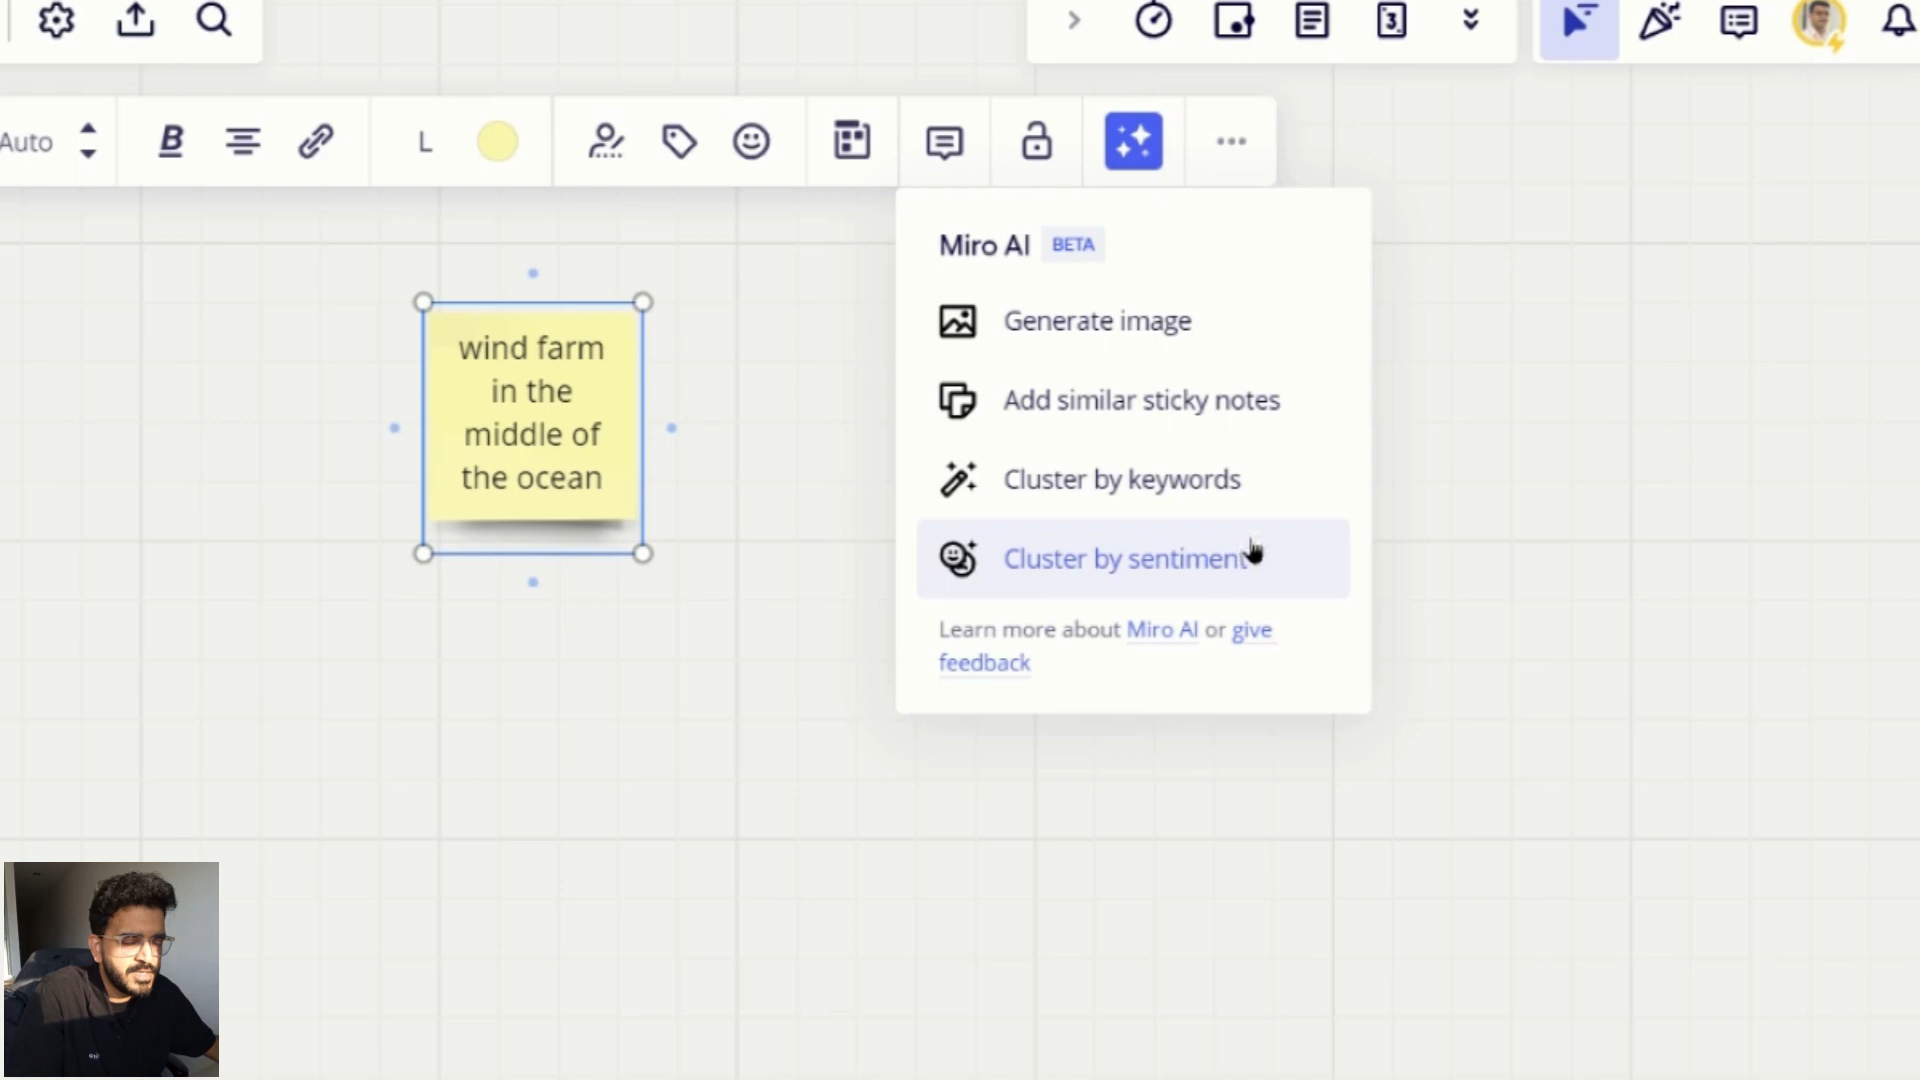 3
Auto
B
L
Miro AI BETA
Generate image
Add similar sticky notes
Cluster by keywords
Cluster by sentiment
Learn more about Miro AI or give
feedback
wind farm
in the
middle of
the ocean